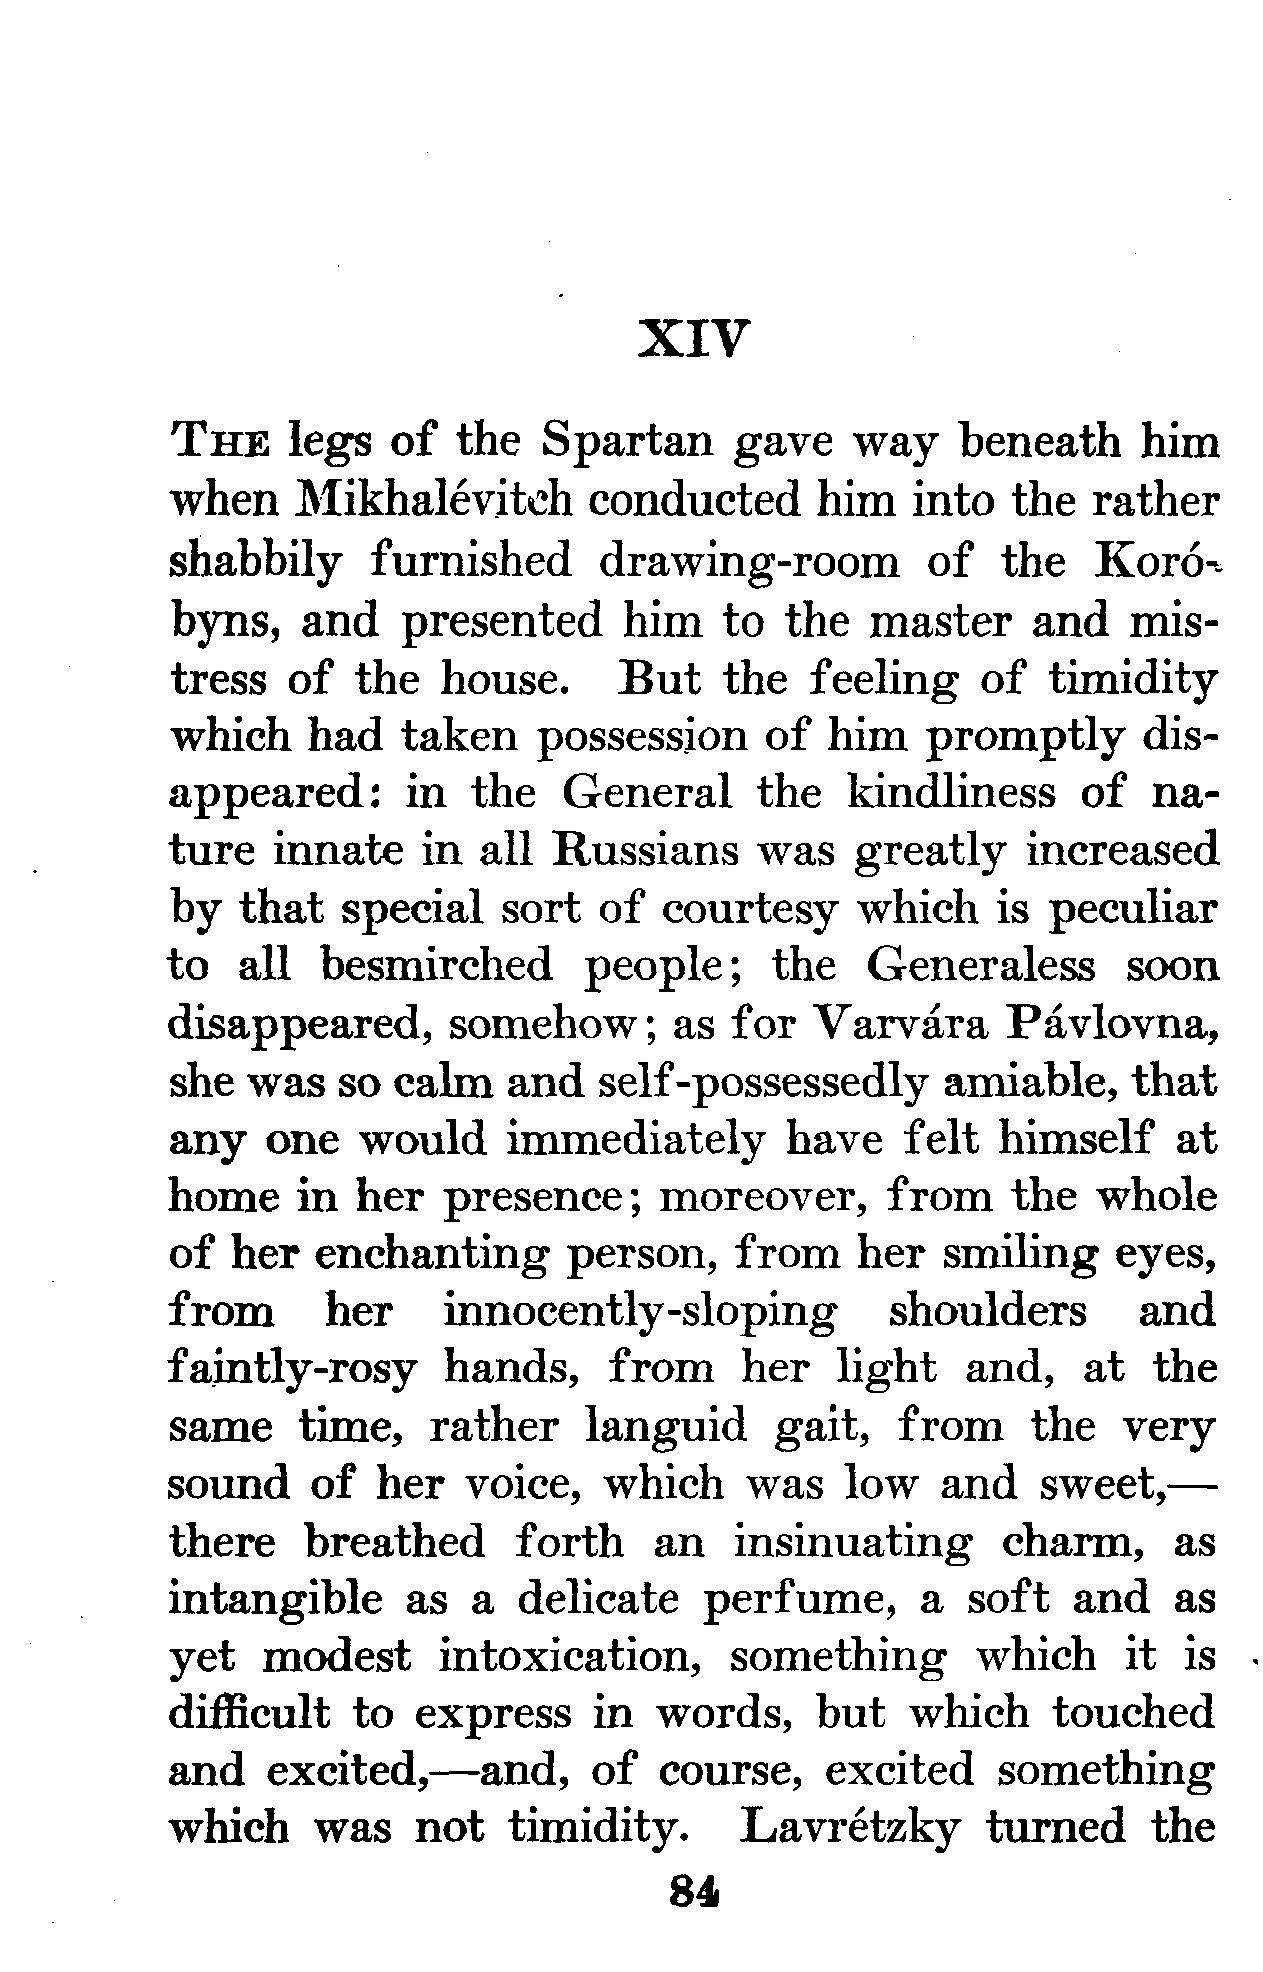 XIV
THE legs of the Spartan gave way beneath him
when Mikhalévitch conducted him into the rather
shabbily furnished drawing-room of the Koró-
byns, and presented him to the master and mis-
tress of the house. But the feeling of timidity
which had taken possession of him promptly dis-
appeared: in the General the kindliness of na-
ture innate in all Russians was greatly increased
by that special sort of courtesy which is peculiar
to all besmirched people; the Generaless soon
disappeared, somehow; as for Varvára Pávlovna,
she was so calm and self-possessedly amiable, that
any one would immediately have felt himself at
home in her presence; moreover, from the whole
of her enchanting person, from her smiling eyes,
from her innocently-sloping shoulders and
faintly-rosy hands, from her light and, at the
same time, rather languid gait, from the very
sound of her voice, which was low and sweet,—
there breathed forth an insinuating charm, as
intangible as a delicate perfume, a soft and as
yet modest intoxication, something which it is
difficult to express in words, but which touched
and excited,—and, of course, excited something
which was not timidity. Lavrétzky turned the
84